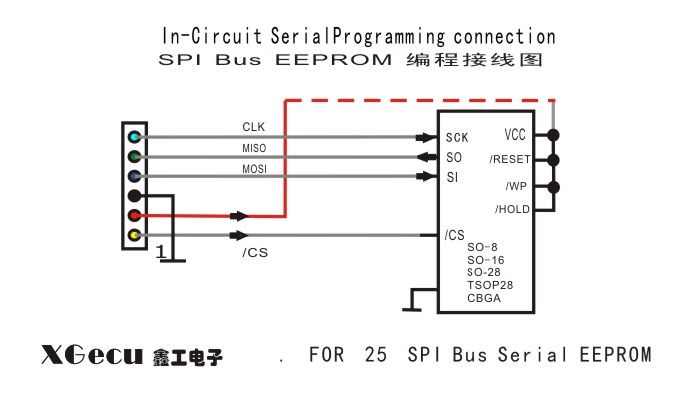 In-Circuit SerialProgramming connection
SPI Bus EEPROM 编程接线图
CLK
MISO
MOSI
1
/CS
SCK
SO
SI
/CS
VCC
/RESET
/WP
/HOLD
SO-8
SO-16
SO-28
TSOP28
CBGA
XGecu 鑫工电子 . FOR 25 SPI Bus Serial EEPROM